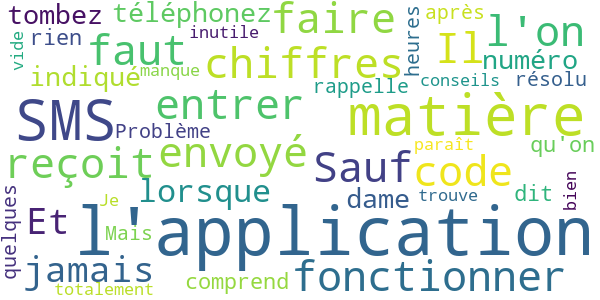 tombez téléphonez faire après l'on
vide rien inutile heures
indiqué faut manque chiffres Il numéro
rappelle conseils résolu
SMS Problème entrer matière
reçoit envoyé Sauf code paraît qu'on
quelques Et Je lorsque dame trouve dit bien
Mais l'application
jamais comprend fonctionner
totalement